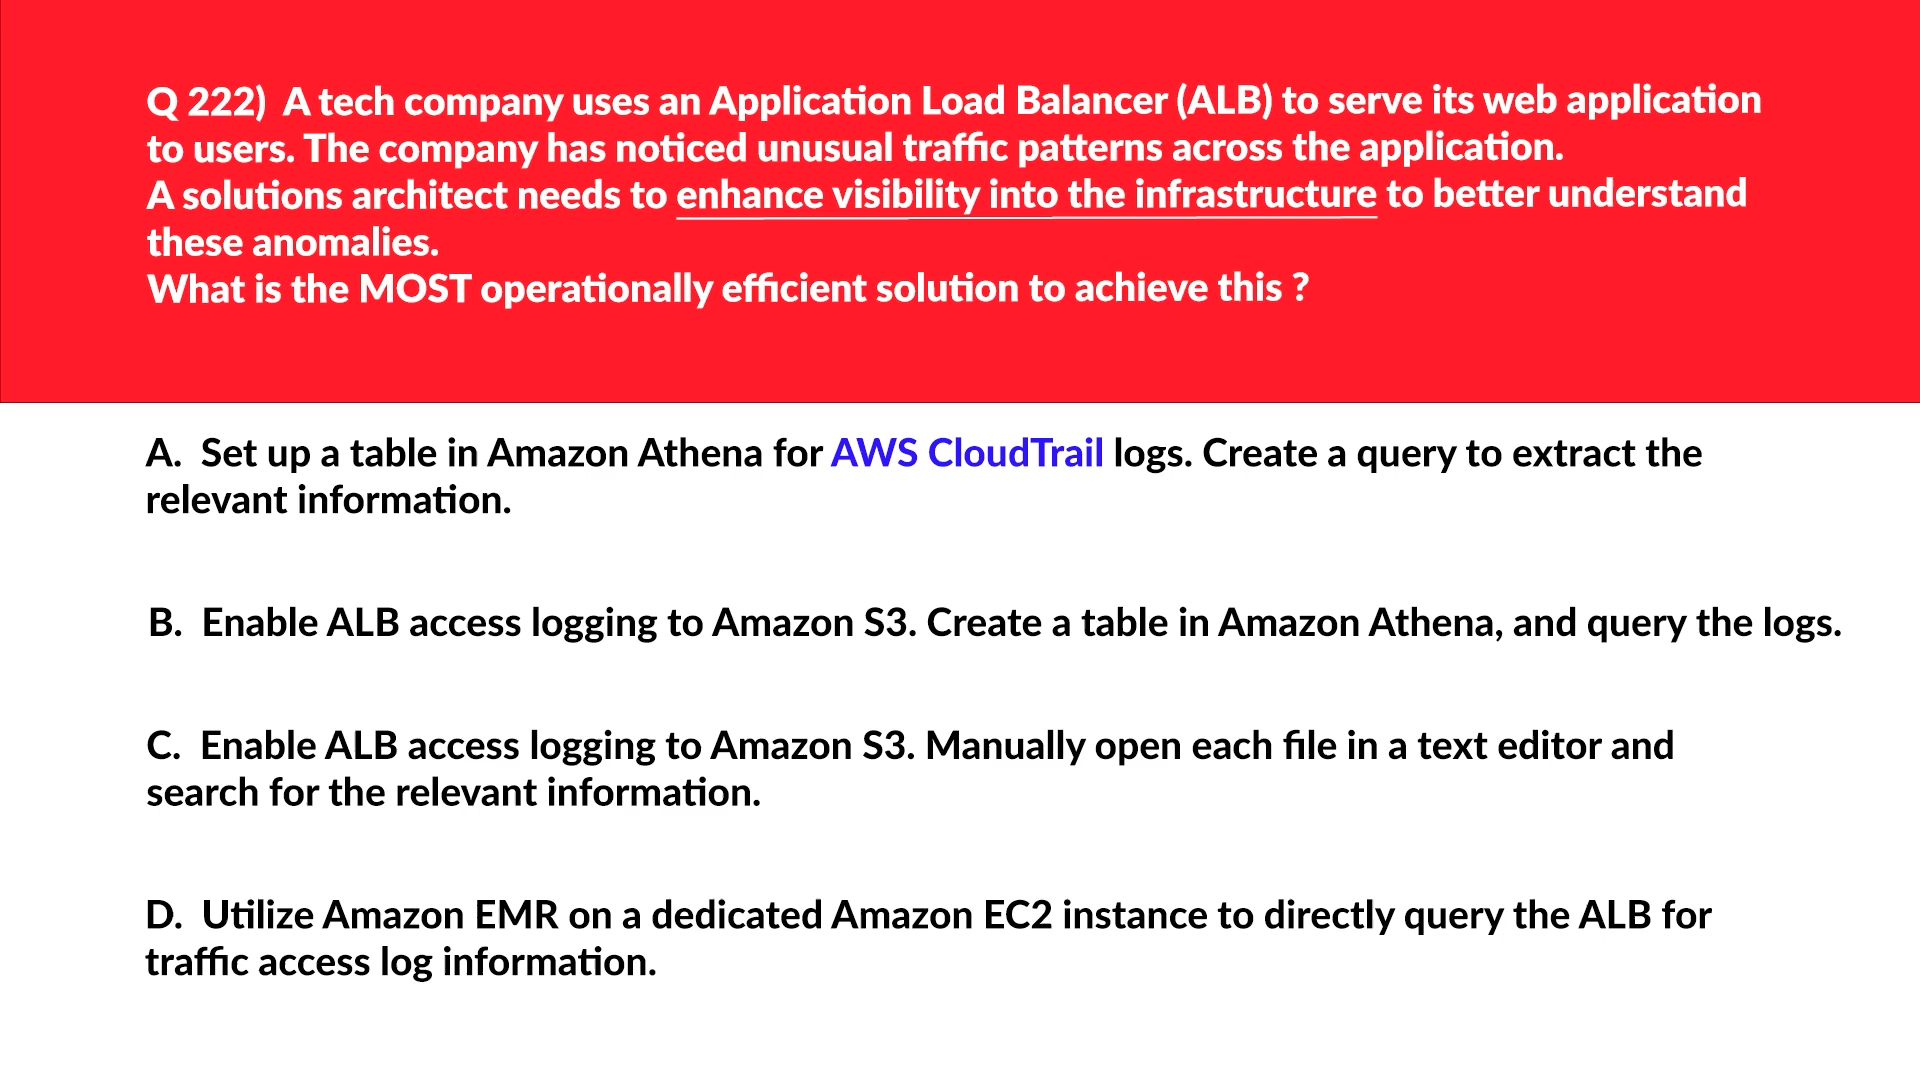 Q 222)  A tech company uses an Application Load Balancer (ALB) to serve its web application
to users. The company has noticed unusual traffic patterns across the application.
A solutions architect needs to enhance visibility into the infrastructure to better understand
these anomalies.
What is the MOST operationally efficient solution to achieve this ?
A.  Set up a table in Amazon Athena for AWS CloudTrail logs. Create a query to extract the
relevant information.
B.  Enable ALB access logging to Amazon S3. Create a table in Amazon Athena, and query the logs.
C.  Enable ALB access logging to Amazon S3. Manually open each file in a text editor and
search for the relevant information.
D.  Utilize Amazon EMR on a dedicated Amazon EC2 instance to directly query the ALB for
traffic access log information.